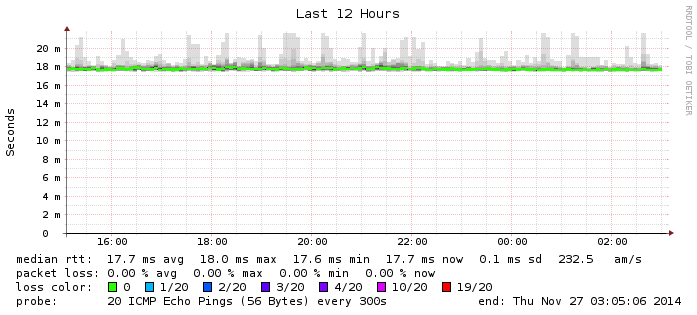 Last 12 Hours
RRDTOOL / TOBI OETIKER
Seconds
20 m
18 m
16 m
14 m
12 m
10 m
8 m
6 m
4 m
2 m
0
16:00 18:00 20:00 22:00 00:00 02:00
median rtt: 17.7 ms avg 18.0 ms max 17.6 ms min 17.7 ms now 0.1 ms sd 232.5 am/s
packet loss: 0.00 % avg 0.00 % max 0.00 % min 0.00 % now
loss color: 0 1/20 2/20 3/20 4/20 10/20 19/20
probe: 20 ICMP Echo Pings (56 Bytes) every 300s end: Thu Nov 27 03:05:06 2014